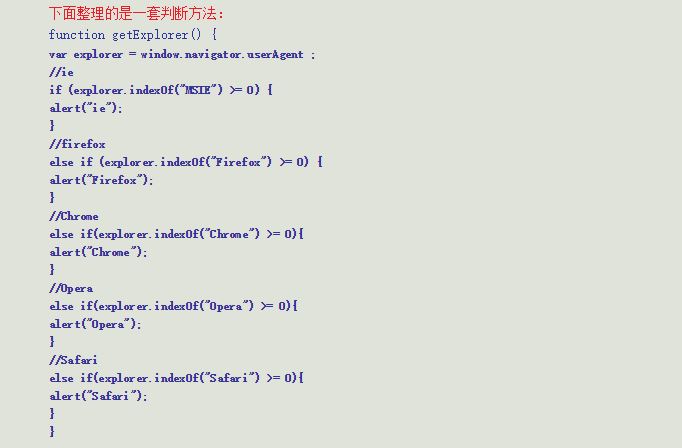 下面整理的是一套判断方法：
function getExplorer() {
var explorer = window.navigator.userAgent ;
//ie
if (explorer.indexOf("MSIE") >= 0) {
alert("ie");
}
//firefox
else if (explorer.indexOf("Firefox") >= 0) {
alert("Firefox");
}
//Chrome
else if(explorer.indexOf("Chrome") >= 0){
alert("Chrome");
}
//Opera
else if(explorer.indexOf("Opera") >= 0){
alert("Opera");
}
//Safari
else if(explorer.indexOf("Safari") >= 0){
alert("Safari");
}
}